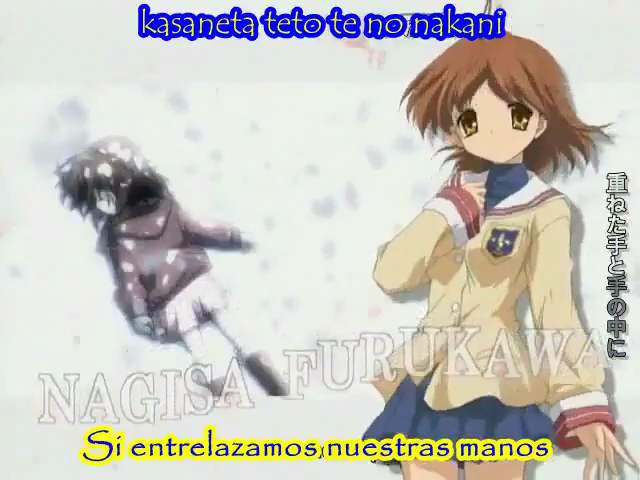 kasaneta teto te no nakani
重ねた手と手の中に
NAGISA FURUKAWA
Si entrelazamos nuestras manos